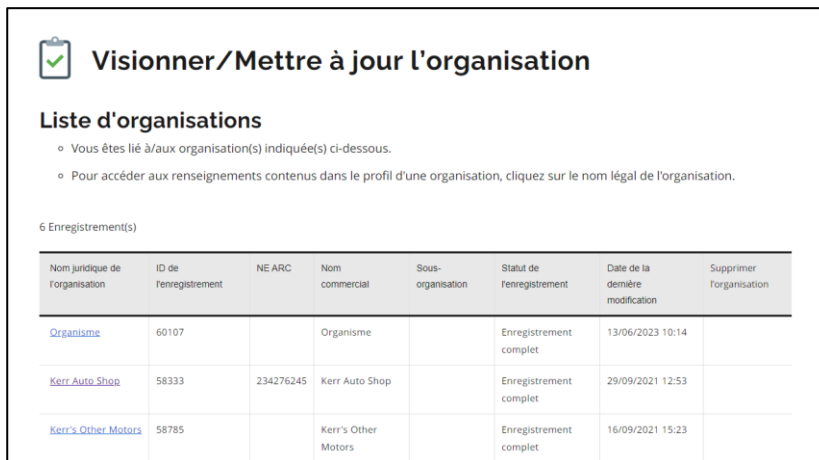 Visionner/Mettre à jour l’organisation
Liste d'organisations
Vous êtes lié à/aux organisation(s) indiquée(s) ci-dessous.
Pour accéder aux renseignements contenus dans le profil d'une organisation, cliquez sur le nom légal de l'organisation.
6 Enregistrement(s)
Nom juridique de l'organisation ID de l'enregistrement NE ARC Nom commercial Sous-organisation Statut de l'enregistrement Date de la dernière modification Supprimer l'organisation
Organisme 60107 Organisme Enregistrement complet 13/06/2023 10:14
Kerr Auto Shop 58333 234276245 Kerr Auto Shop Enregistrement complet 29/09/2021 12:53
Kerr's Other Motors 58785 Kerr's Other Motors Enregistrement complet 16/09/2021 15:23